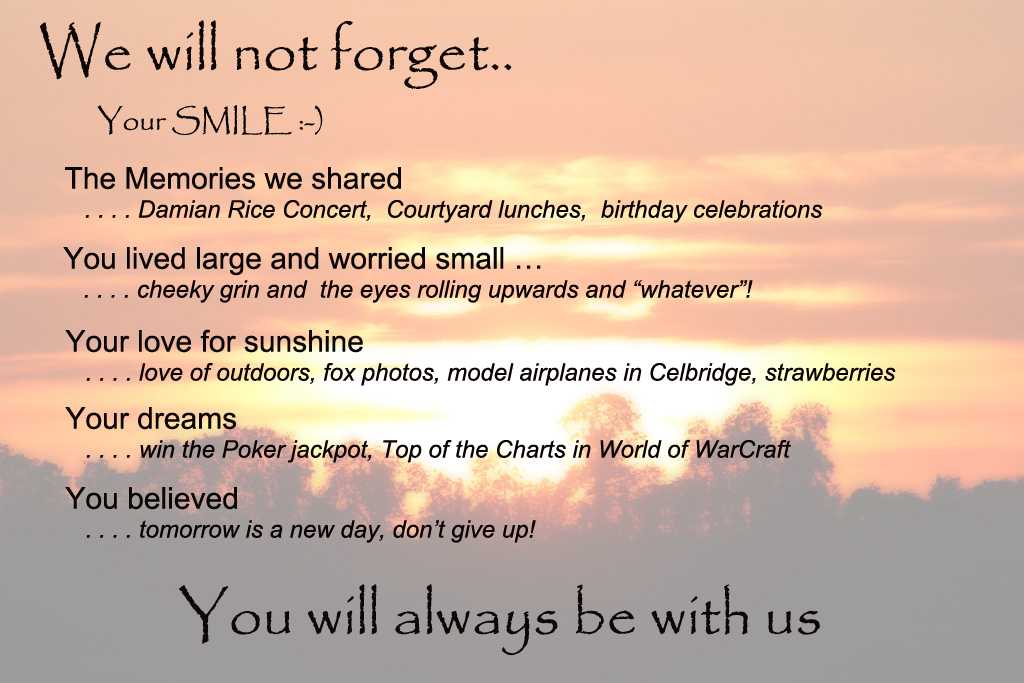 We will not forget..
Your SMILE :-)
The Memories we shared
. . . . Damian Rice Concert, Courtyard lunches, birthday celebrations
You lived large and worried small …
. . . . cheeky grin and the eyes rolling upwards and “whatever”!
Your love for sunshine
. . . . love of outdoors, fox photos, model airplanes in Celbridge, strawberries
Your dreams
. . . . win the Poker jackpot, Top of the Charts in World of WarCraft
You believed
. . . . tomorrow is a new day, don’t give up!
You will always be with us